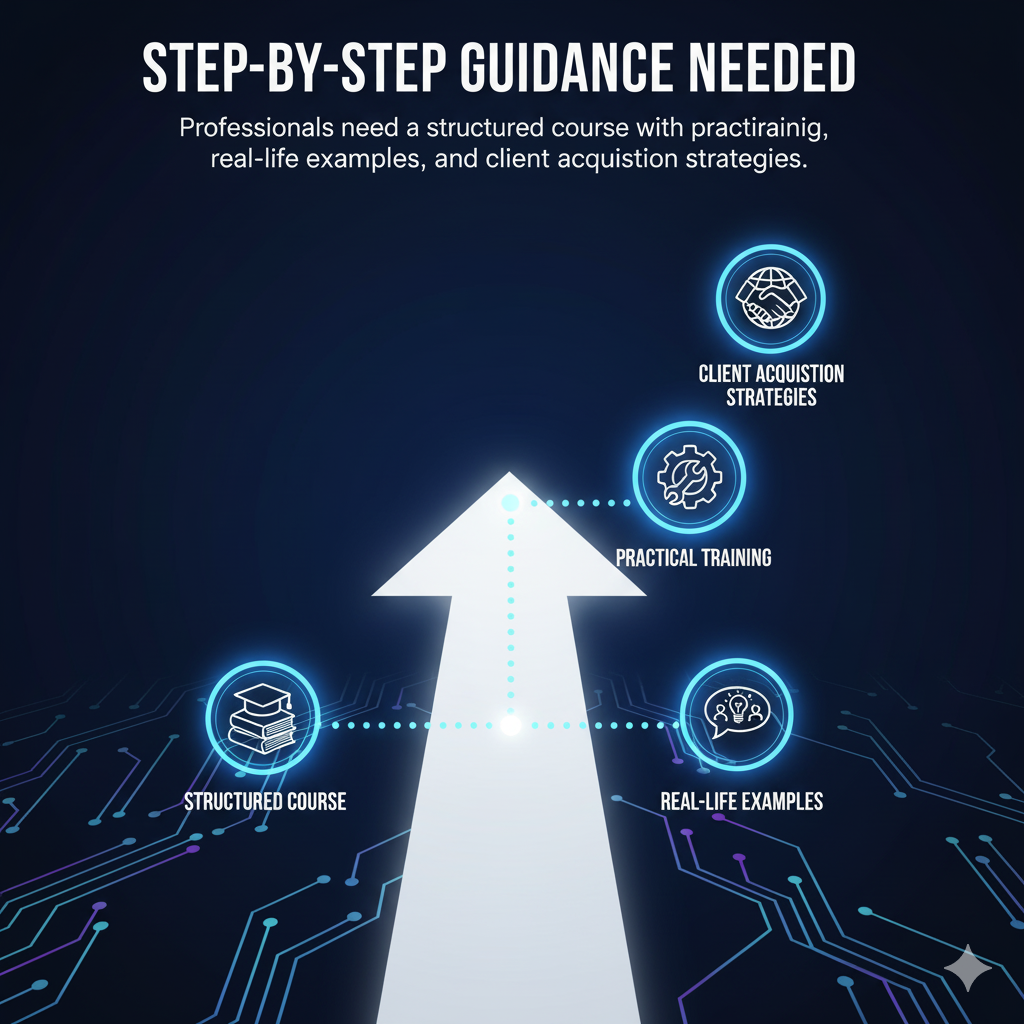 STEP-BY-STEP GUIDANCE NEEDED
Professionals need a structured course with practirainig,
real-life examples, and client acquistion strategies.
CLIENT ACQUISTION
STRATEGIES
PRACTICAL TRAINING
STRUCTURED COURSE
REAL-LIFE EXAMPLES